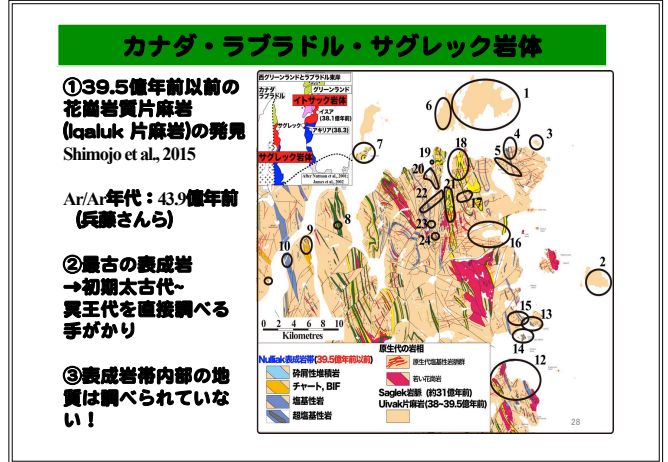 カナダ・ラブラドル・サグレック岩体
①39.5億年前以前の
花崗岩質片麻岩
(Iqaluk 片麻岩)の発見
Shimojo et al., 2015
Ar/Ar年代：43.9億年前
(兵藤さんら)
②最古の表成岩
→初期太古代~
冥王代を直接調べる
手がかり
③表成岩帯内部の地
質は調べられていな
い！
西グリーンランドとラブラドル東岸
カナダ
ラブラドル
グリーンランド
イトサック岩体
イスア
(38.1億年前)
サグレック
アキリア(38.3)
サグレック岩体
After Nutman et al., 2001;
James et al., 2002
1
6
7
4
3
5
18
19
20
21
22
17
8
23
24
9
10
16
2
15
13
14
12
0 2 4 6 8 10
Kilometres
Nulliak表成岩帯(39.5億年前以前)
砕屑性堆積岩
チャート, BIF
塩基性岩
超塩基性岩
原生代の岩相
原生代塩基性岩脈群
若い花崗岩
Saglek岩脈 (約31億年前)
Uivak片麻岩(38~39.5億年前)
28